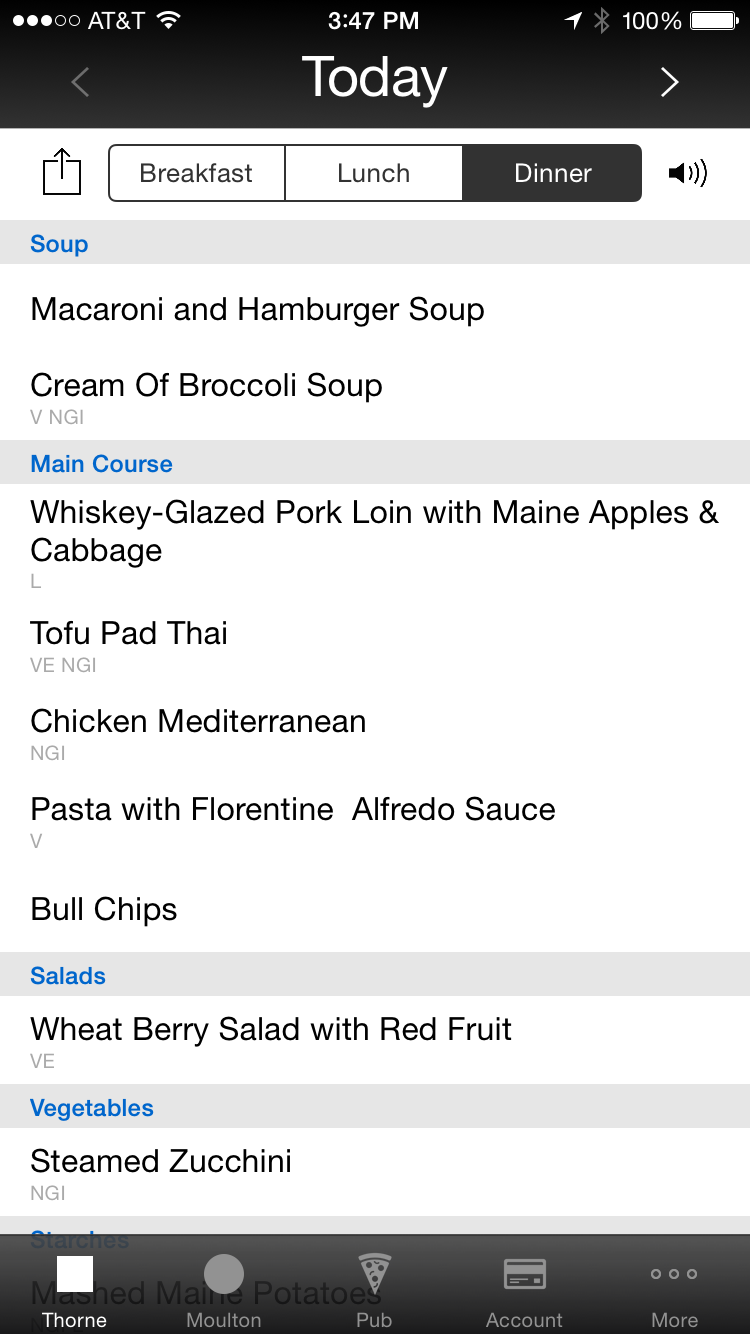 AT&T 3:47 PM 100%
Today
Breakfast Lunch Dinner
Soup
Macaroni and Hamburger Soup
Cream Of Broccoli Soup
V NGI
Main Course
Whiskey-Glazed Pork Loin with Maine Apples &
Cabbage
L
Tofu Pad Thai
VE NGI
Chicken Mediterranean
NGI
Pasta with Florentine  Alfredo Sauce
V
Bull Chips
Salads
Wheat Berry Salad with Red Fruit
VE
Vegetables
Steamed Zucchini
NGI
Starches
Mashed Maine Potatoes
Thorne Moulton Pub Account More